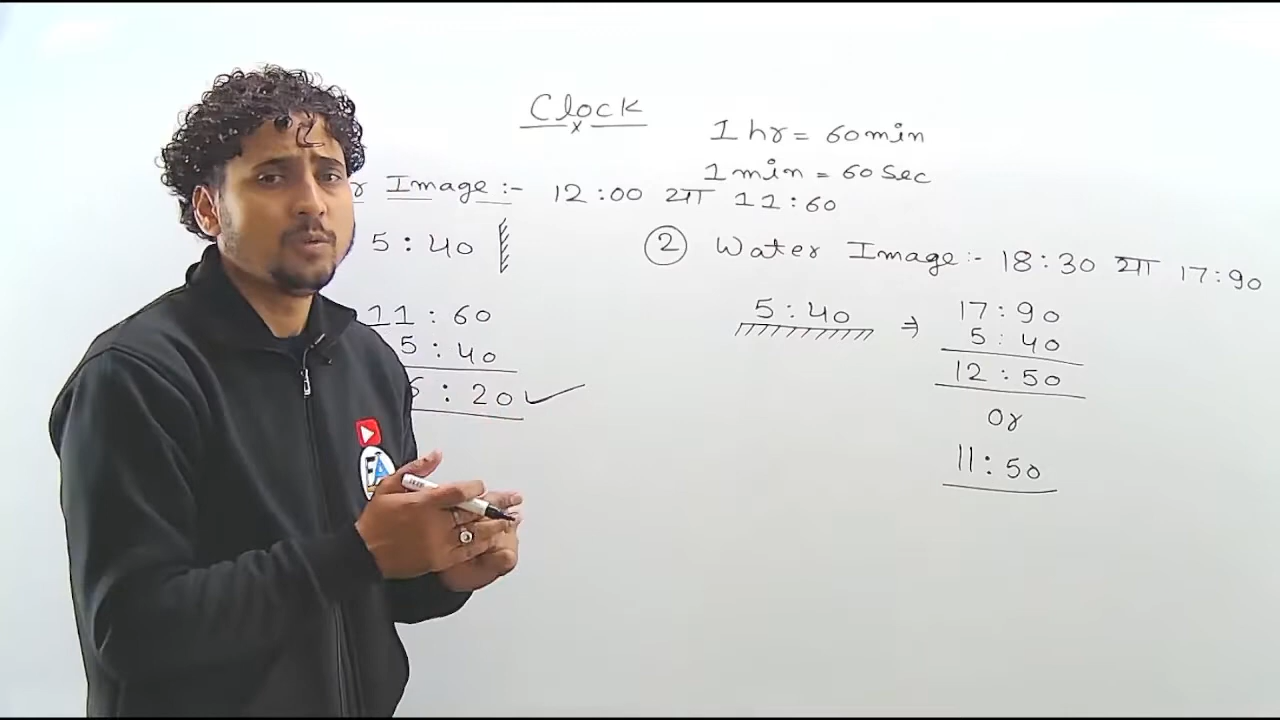 Clock
1 hr = 60 min
1 min = 60 Sec
Image :- 12:00 या 11:60
5:40
11:60
5:40
6:20
② Water Image :- 18:30 या 17:90
5:40 ⇒ 17:90
5:40
12:50
Or
11:50
EA